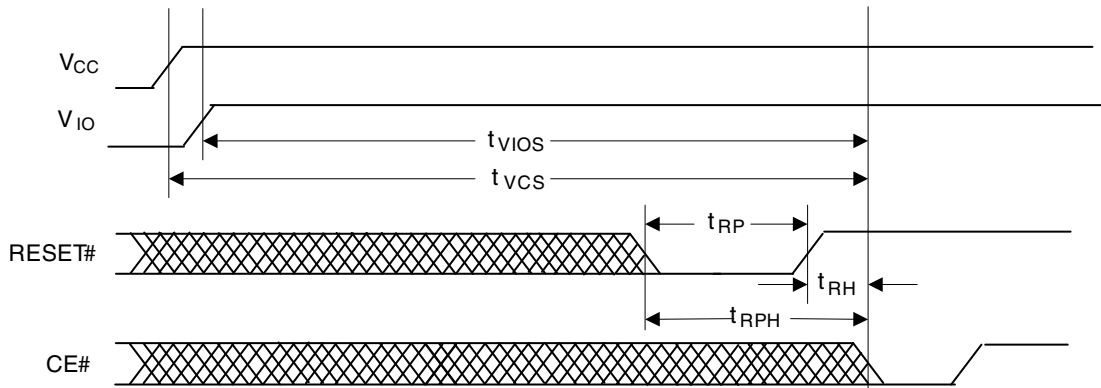 VCC
VIO
tVIOS
tVCS
tRP
RESET#
tRH
tRPH
CE#